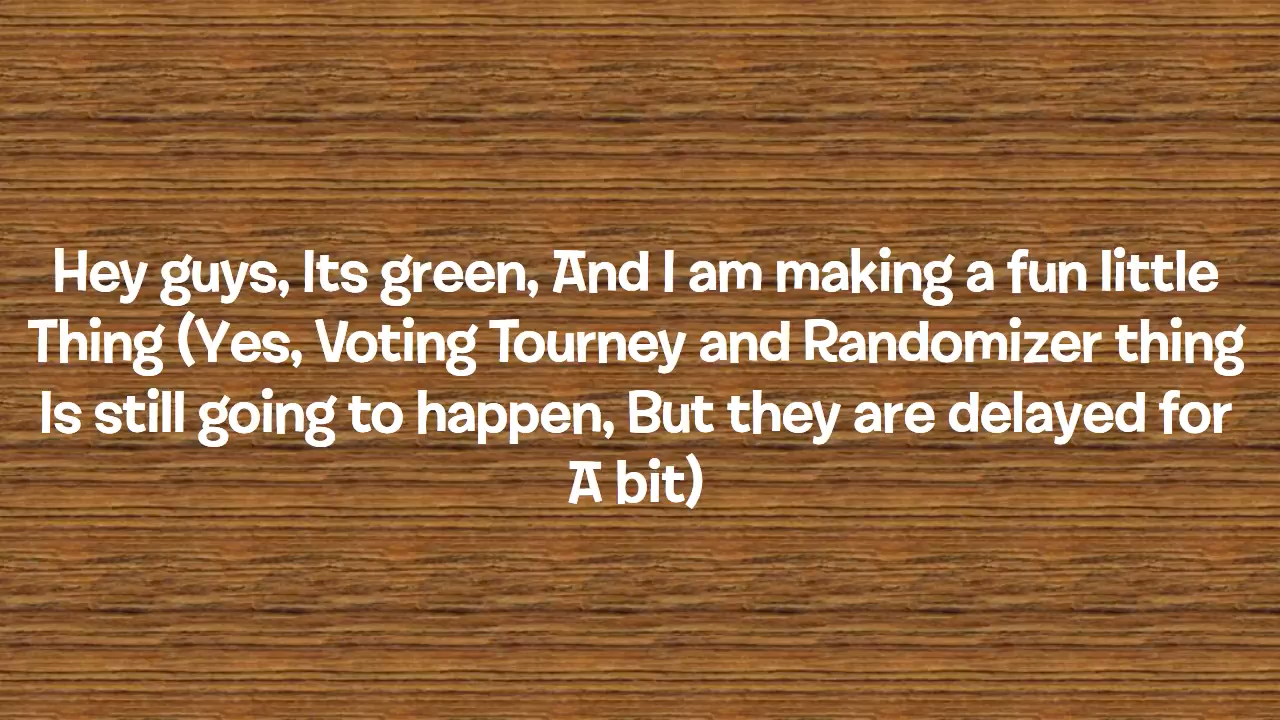 Hey guys, Its green, And I am making a fun little
Thing (Yes, Voting Tourney and Randomizer thing
Is still going to happen, But they are delayed for
A bit)